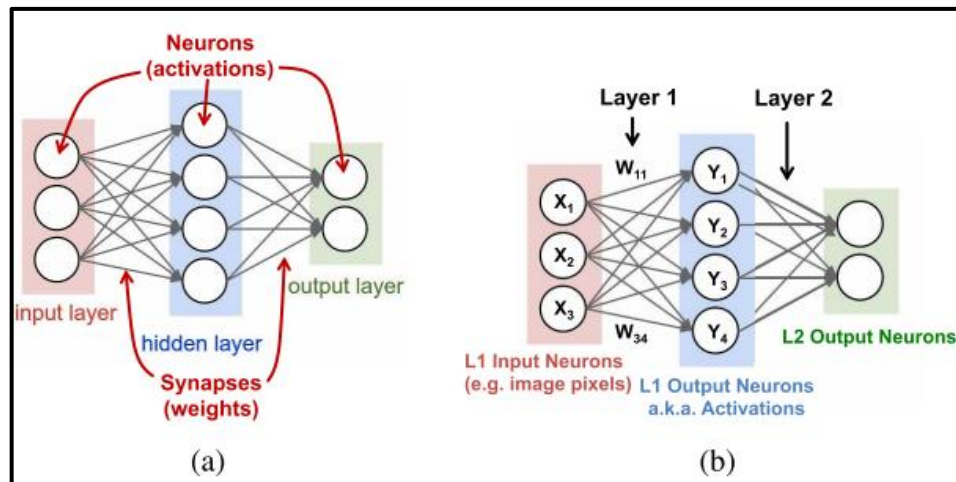 Neurons
(activations)
input layer
hidden layer
output layer
Synapses
(weights)
(a)
Layer 1
Layer 2
W11
X1
X2
X3
W34
Y1
Y2
Y3
Y4
L1 Input Neurons
(e.g. image pixels)
L1 Output Neurons
a.k.a. Activations
L2 Output Neurons
(b)